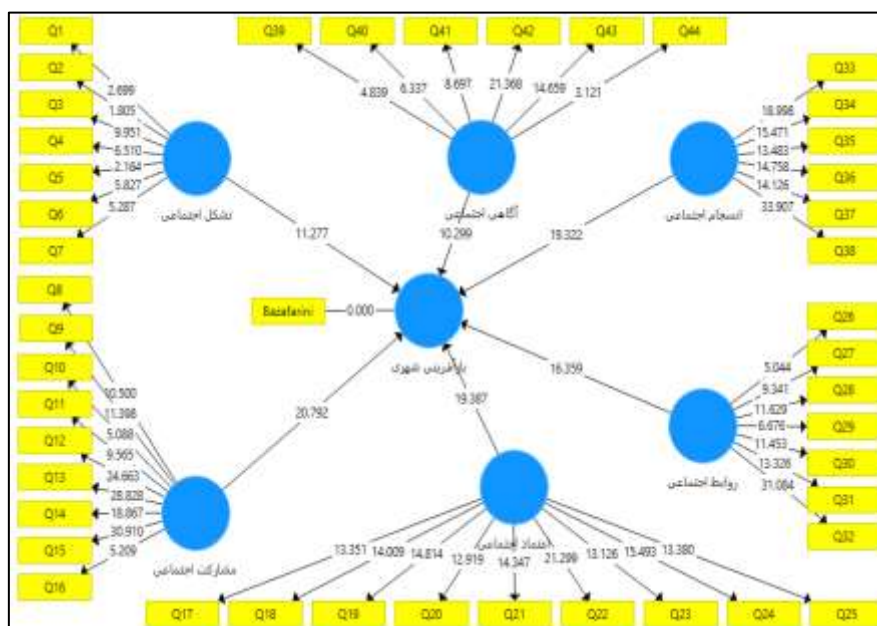 Q1
Q2
Q3
Q4
Q5
Q6
Q7
2.699
1.805
9.951
6.510
2.164
5.827
5.287
تشکل اجتماعی
11.277
Q39
Q40
Q41
Q42
Q43
Q44
4.839
6.337
8.697
21.368
14.659
3.121
آگاهی اجتماعی
10.299
Q33
Q34
Q35
Q36
Q37
Q38
18.998
15.471
13.483
14.758
14.126
33.907
انسجام اجتماعی
19.322
Bazafarini
0.000
بازآفرینی شهری
Q8
Q9
Q10
Q11
Q12
Q13
Q14
Q15
Q16
10.500
11.398
5.088
9.565
24.663
28.828
18.867
30.910
5.209
مشارکت اجتماعی
20.792
Q26
Q27
Q28
Q29
Q30
Q31
Q32
5.044
9.341
11.629
6.676
11.453
13.326
31.084
روابط اجتماعی
16.359
19.387
اعتماد اجتماعی
13.351
14.009
14.814
12.919
14.347
21.299
13.126
15.493
13.380
Q17
Q18
Q19
Q20
Q21
Q22
Q23
Q24
Q25